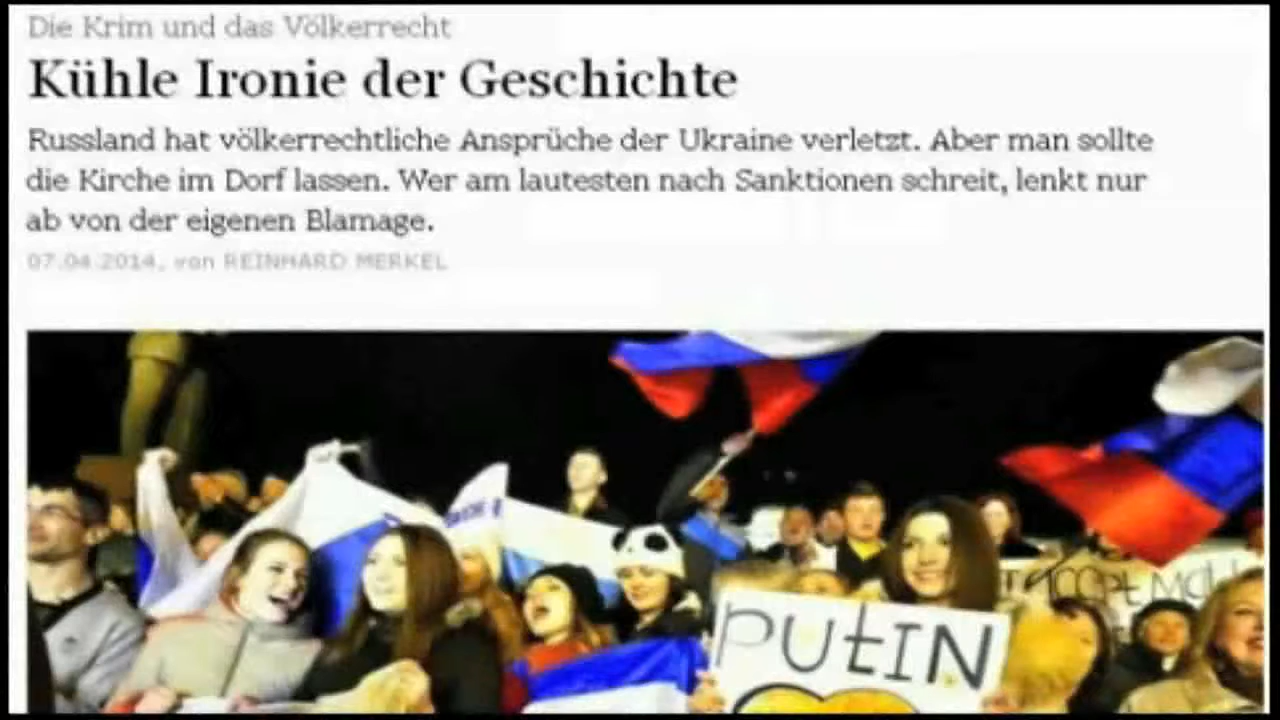 Die Krim und das Völkerrecht
Kühle Ironie der Geschichte
Russland hat völkerrechtliche Ansprüche der Ukraine verletzt. Aber man sollte
die Kirche im Dorf lassen. Wer am lautesten nach Sanktionen schreit, lenkt nur
ab von der eigenen Blamage.
07.04.2014, von REINHARD MERKEL
PUtIN